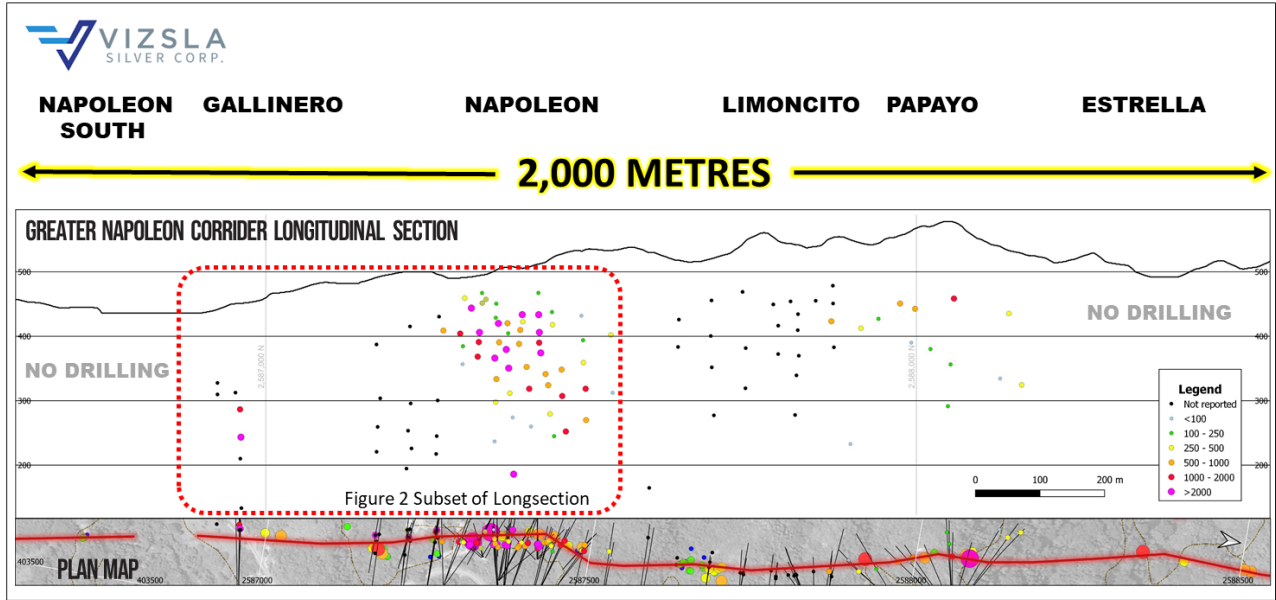 VIZSLA
SILVER CORP.
NAPOLEON SOUTH
GALLINERO
NAPOLEON
LIMONCITO
PAPAYO
ESTRELLA
2,000 METRES
GREATER NAPOLEON CORRIDER LONGITUDINAL SECTION
500
500
400
400
300
300
200
200
NO DRILLING
NO DRILLING
2,587,000 N
2,588,000 N
Figure 2 Subset of Longsection
Legend
Not reported
<100
100 - 250
250 - 500
500 - 1000
1000 - 2000
>2000
0 100 200 m
PLAN MAP
403500
403500
2587000
2587500
2588000
2588500